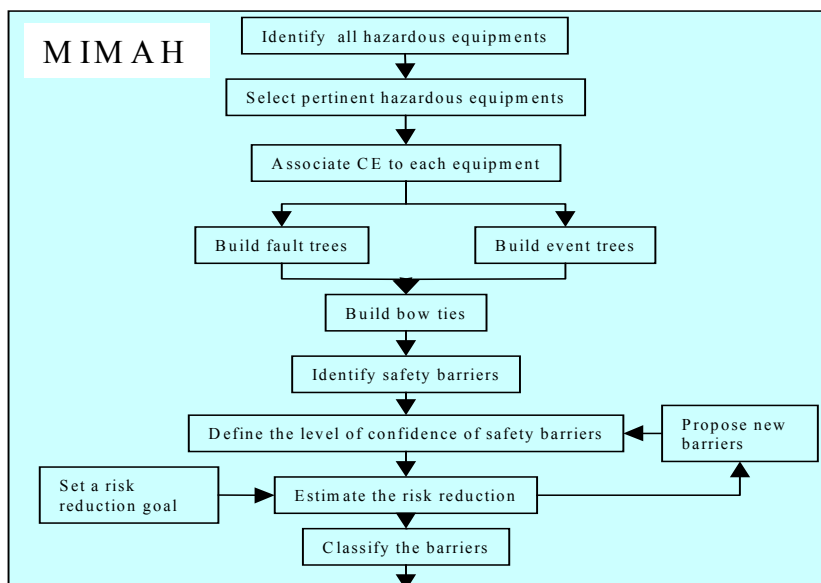 MIMAH
Identify all hazardous equipments
Select pertinent hazardous equipments
Associate CE to each equipment
Build fault trees
Build event trees
Build bow ties
Identify safety barriers
Define the level of confidence of safety barriers
Propose new
barriers
Set a risk
reduction goal
Estimate the risk reduction
Classify the barriers